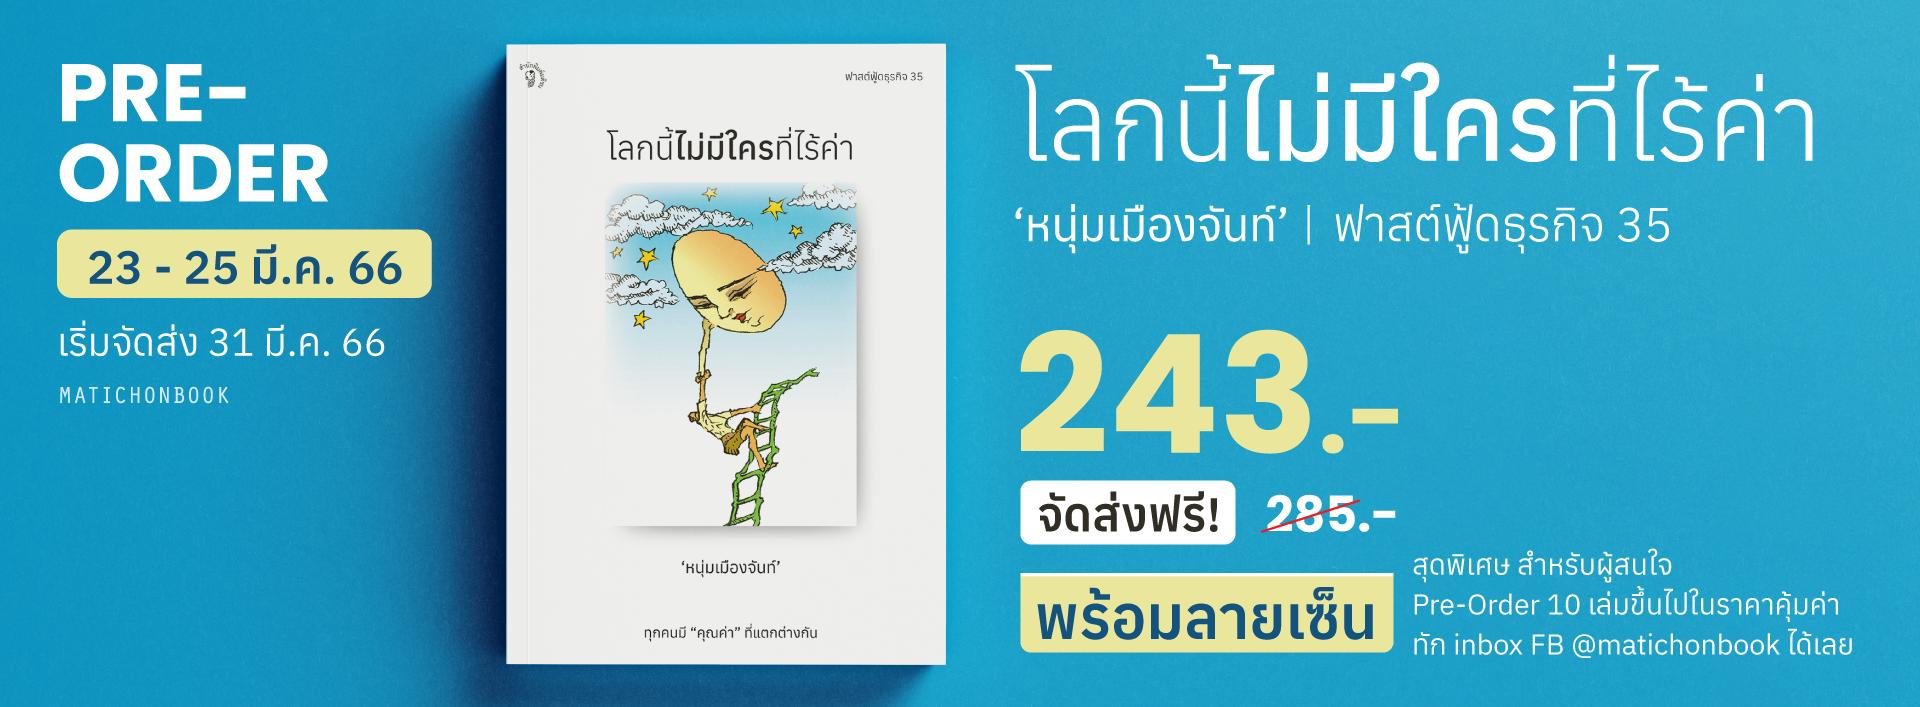 PRE-
ORDER
23 - 25 มี.ค. 66
เริ่มจัดส่ง 31 มี.ค. 66
MATICHONBOOK
ฟาสต์ฟู้ดธุรกิจ 35
โลกนี้ไม่มีใครที่ไร้ค่า
‘หนุ่มเมืองจันท์’
ทุกคนมี “คุณค่า” ที่แตกต่างกัน
โลกนี้ไม่มีใครที่ไร้ค่า
‘หนุ่มเมืองจันท์’ | ฟาสต์ฟู้ดธุรกิจ 35
243.-
จัดส่งฟรี! 285.-
พร้อมลายเซ็น
สุดพิเศษ สำหรับผู้สนใจ
Pre-Order 10 เล่มขึ้นไปในราคาคุ้มค่า
ทัก inbox FB @matichonbook ได้เลย